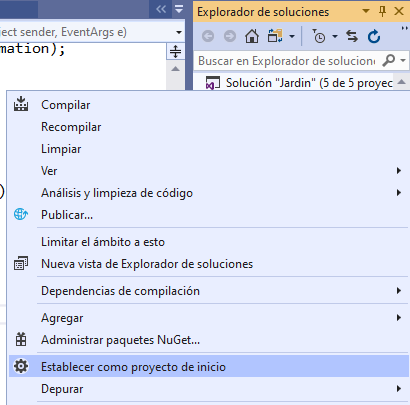 Explorador de soluciones
ject sender, EventArgs e)
mation);
Buscar en Explorador de solucione
Solución "Jardin" (5 de 5 proyec
Compilar
Recompilar
Limpiar
Ver
Análisis y limpieza de código
Publicar...
Limitar el ámbito a esto
Nueva vista de Explorador de soluciones
Dependencias de compilación
Agregar
Administrar paquetes NuGet...
Establecer como proyecto de inicio
Depurar